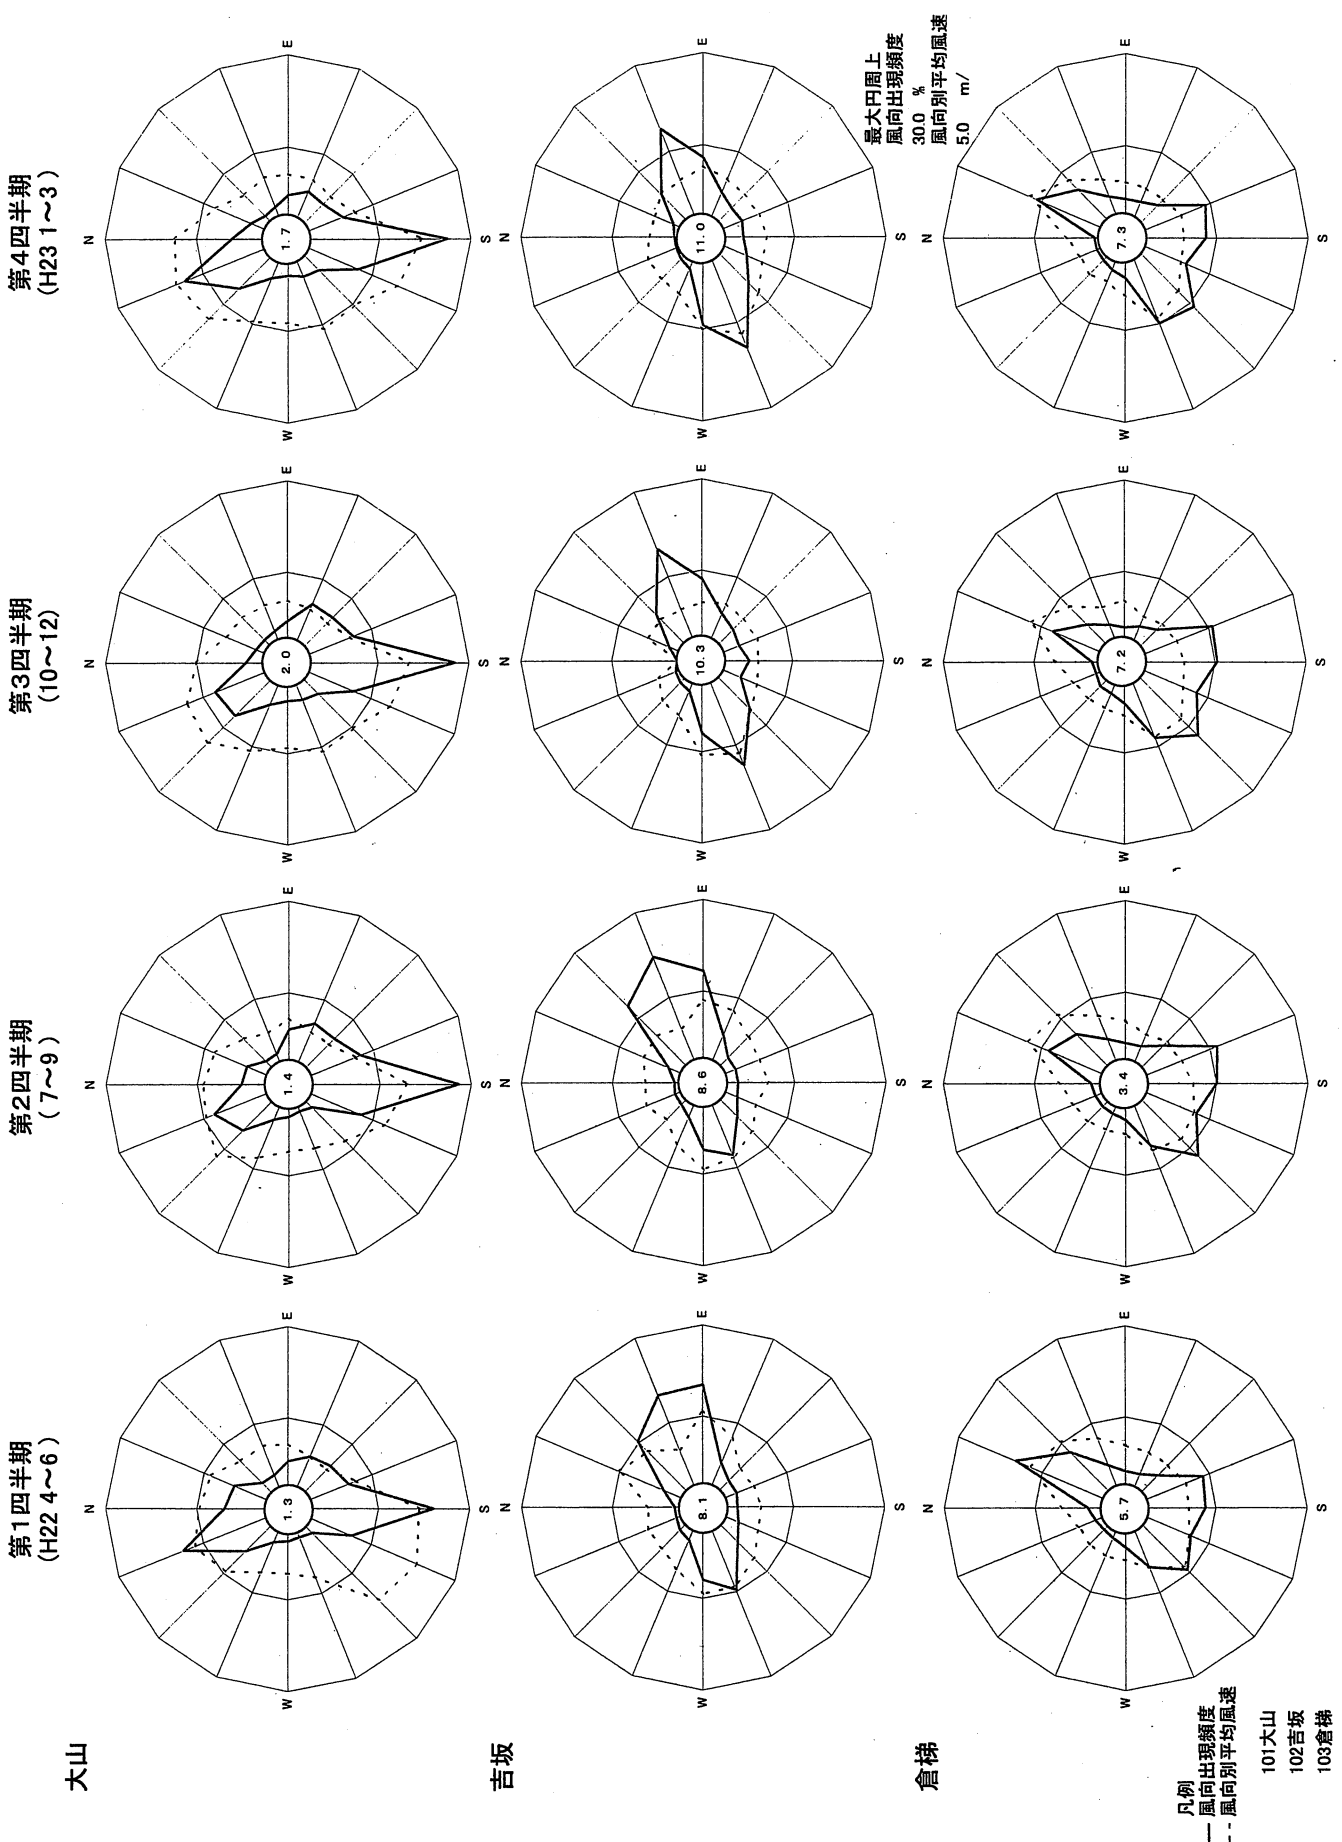 第1四半期
(H22 4～6 )
第2四半期
( 7～9 )
第3四半期
(10～12)
第4四半期
(H23 1～3 )
大山
N
W
E
S
1.3
N
W
E
S
1.4
N
W
E
S
2.0
N
W
E
S
1.7
吉坂
N
W
E
S
8.1
N
W
E
S
8.6
N
W
E
S
10.3
N
W
E
S
11.0
最大円周上
風向出現頻度
30.0 %
風向別平均風速
5.0 m/
倉梯
N
W
E
S
5.7
N
W
E
S
3.4
N
W
E
S
7.2
N
W
E
S
7.3
凡例
── 風向出現頻度
--- 風向別平均風速
101大山
102吉坂
103倉梯